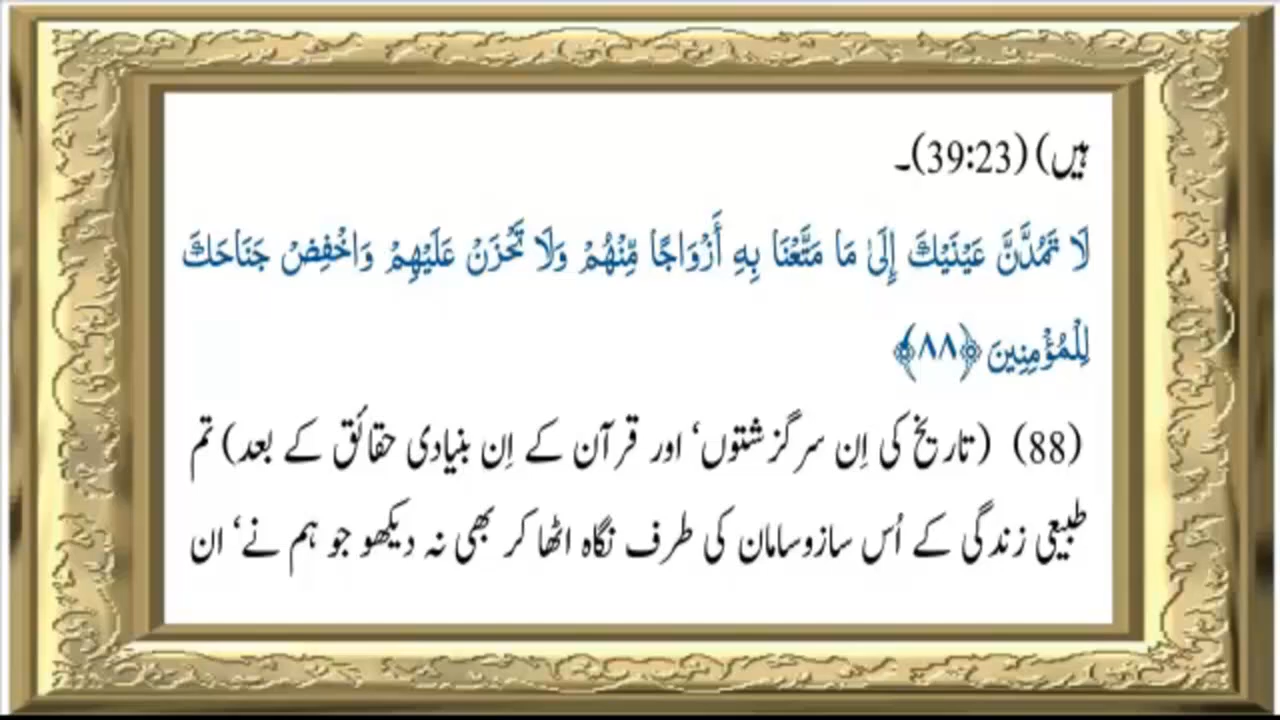 ہیں) (39:23)۔
لَا تَمُدَّنَّ عَيْنَيْكَ إِلَىٰ مَا مَتَّعْنَا بِهِ أَزْوَاجًا مِّنْهُمْ وَلَا تَحْزَنْ عَلَيْهِمْ وَاخْفِضْ جَنَاحَكَ
لِلْمُؤْمِنِينَ ﴿٨٨﴾
(88) (تاریخ کی اِن سرگزشتوں‘ اور قرآن کے اِن بنیادی حقائق کے بعد) تم
طبیعی زندگی کے اُس سازوسامان کی طرف نگاہ اٹھا کر بھی نہ دیکھو جو ہم نے‘ ان